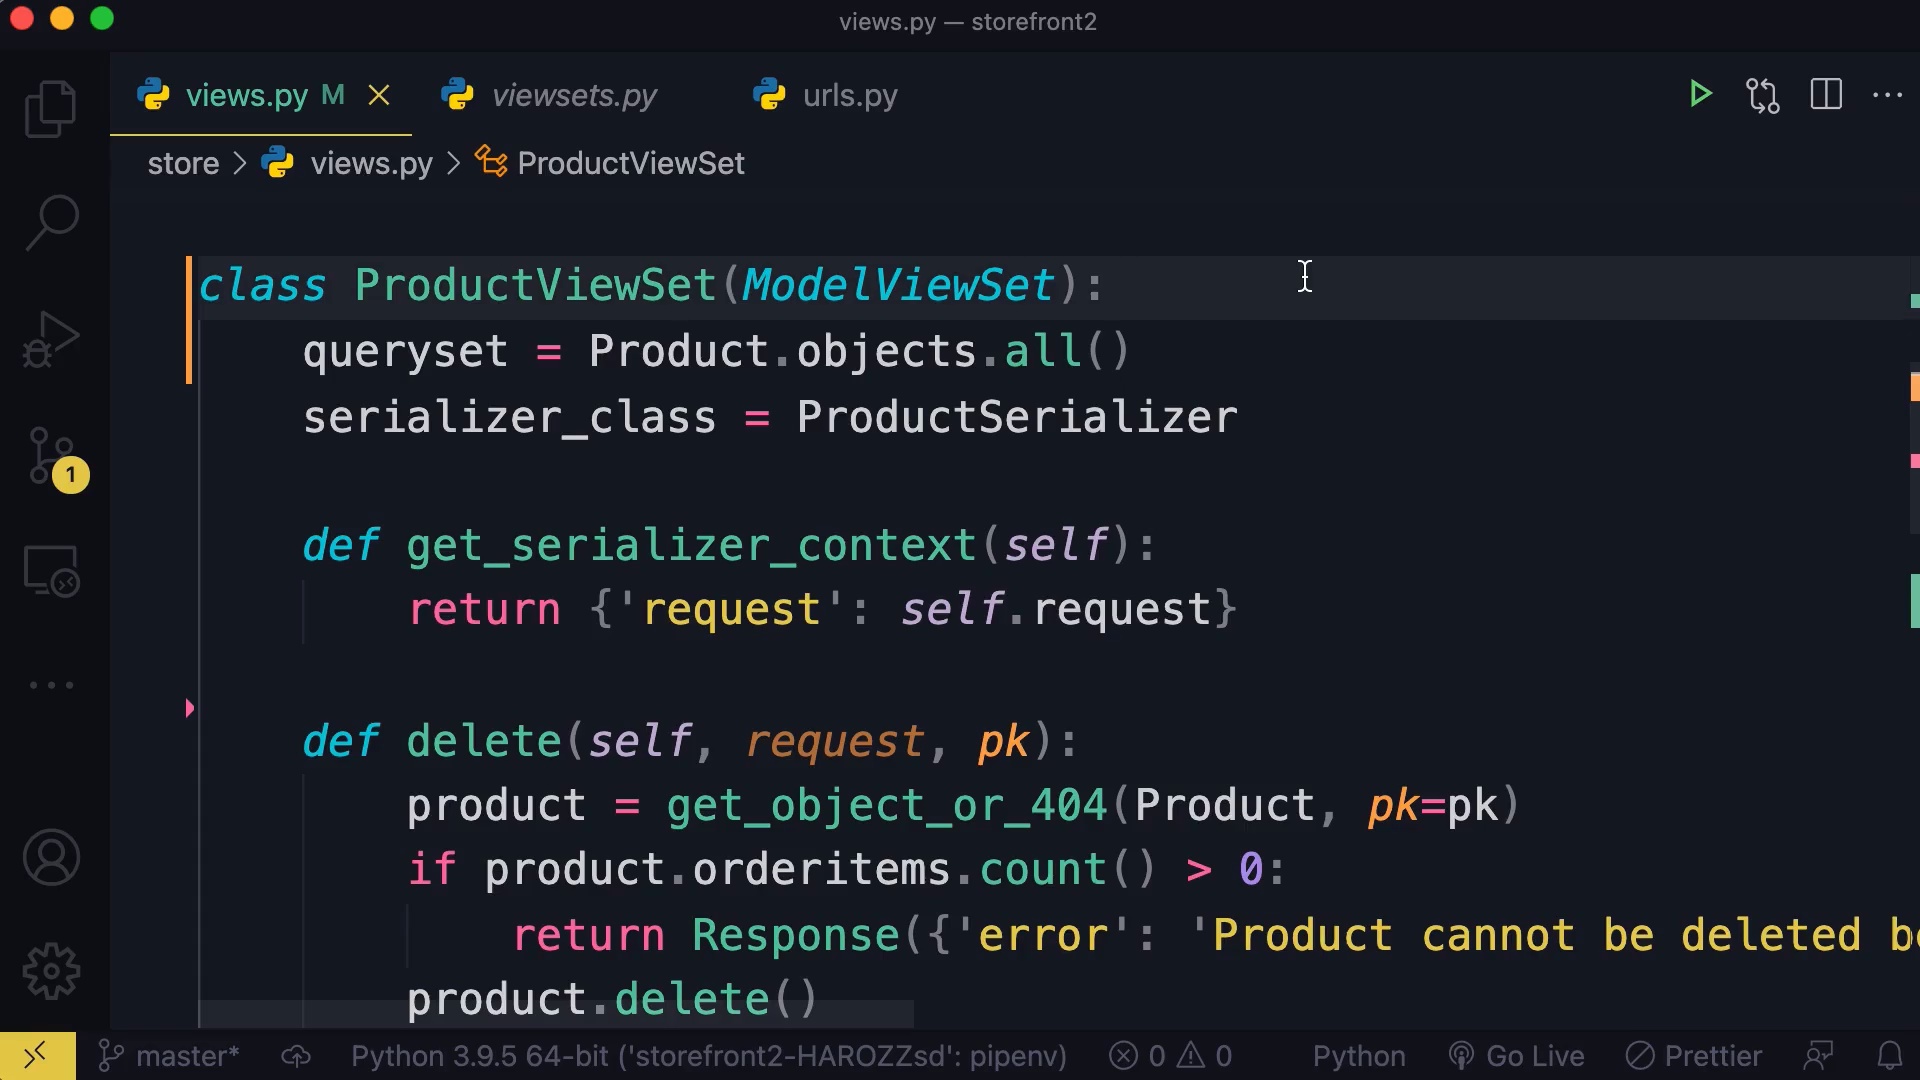 views.py — storefront2
views.py M viewsets.py urls.py
store > views.py > ProductViewSet
class ProductViewSet(ModelViewSet):
    queryset = Product.objects.all()
    serializer_class = ProductSerializer
    def get_serializer_context(self):
        return {'request': self.request}
    def delete(self, request, pk):
        product = get_object_or_404(Product, pk=pk)
        if product.orderitems.count() > 0:
            return Response({'error': 'Product cannot be deleted
        product.delete()
1
master* Python 3.9.5 64-bit ('storefront2-HAROZZsd': pipenv) 0 0 Python Go Live Prettier